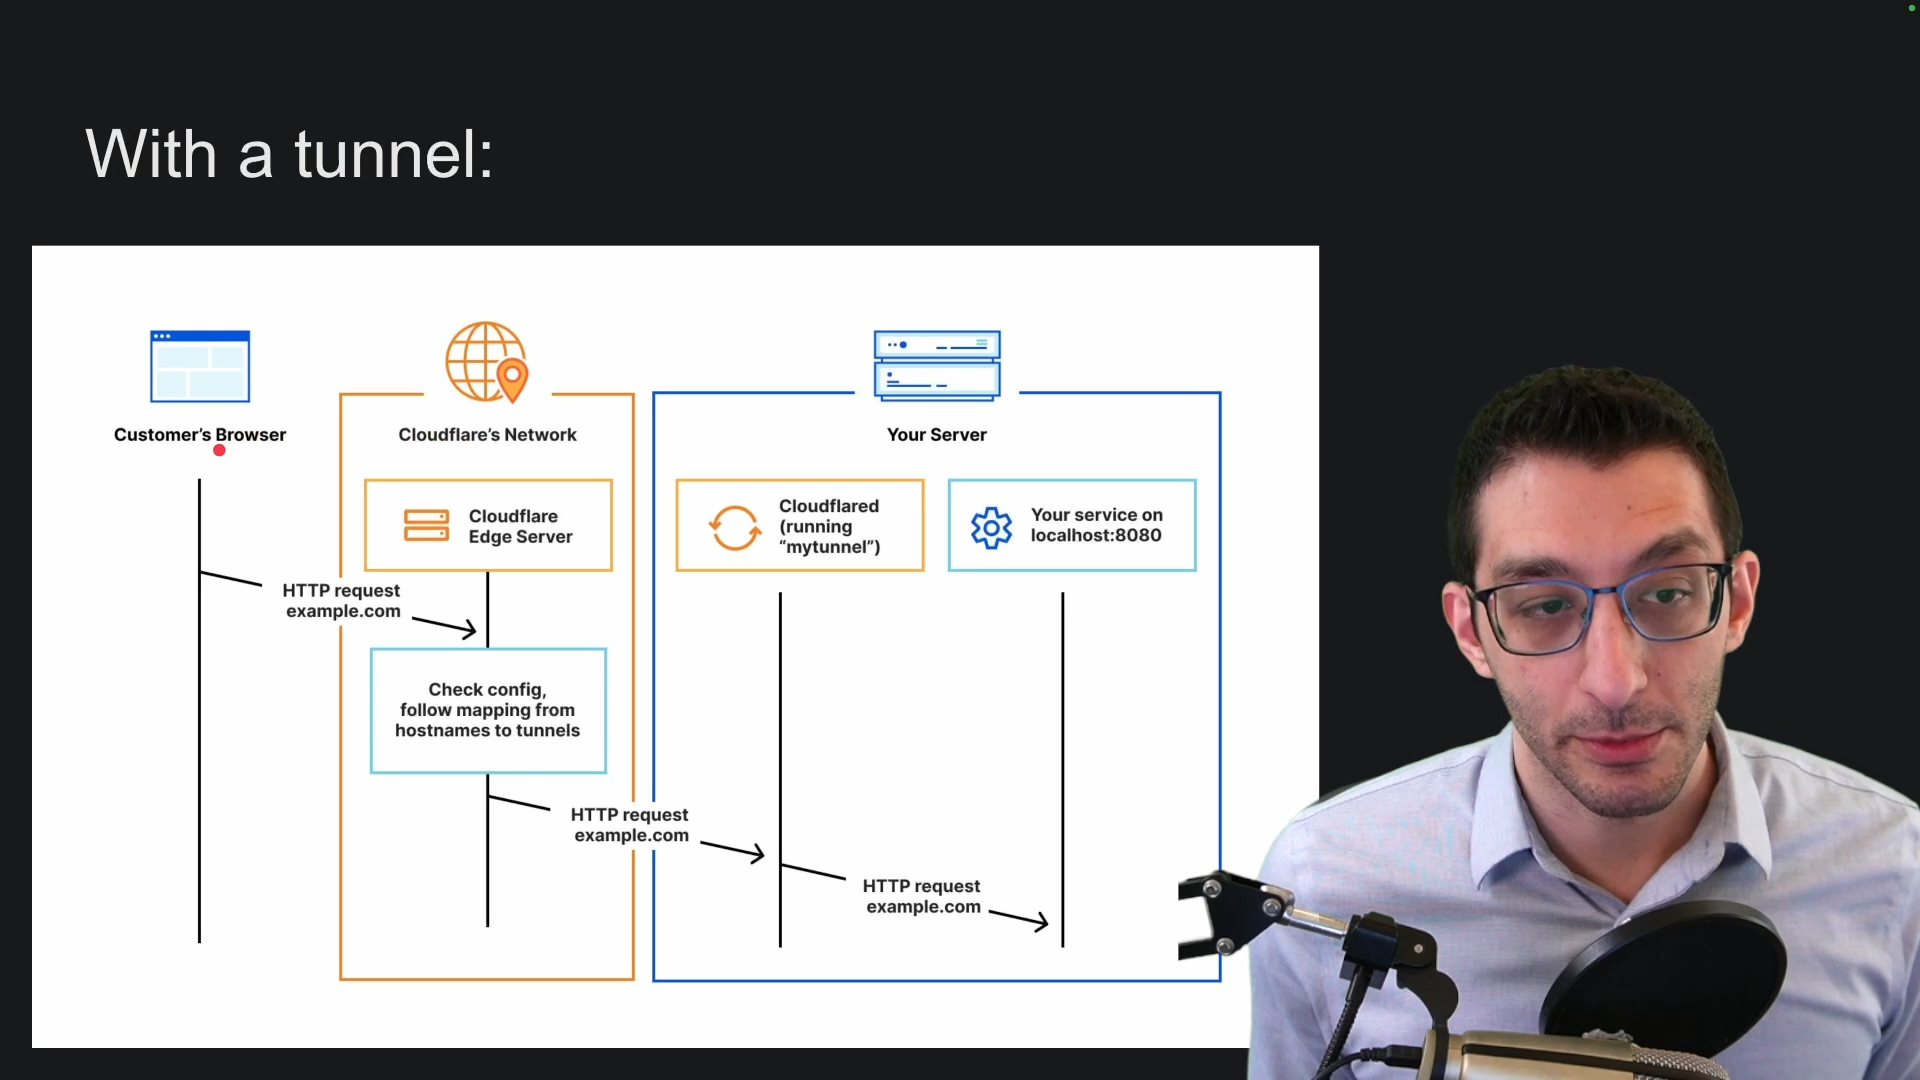 With a tunnel:
Customer’s Browser
Cloudflare’s Network
Your Server
Cloudflare
Edge Server
Cloudflared
(running
“mytunnel”)
Your service on
localhost:8080
HTTP request
example.com
Check config,
follow mapping from
hostnames to tunnels
HTTP request
example.com
HTTP request
example.com